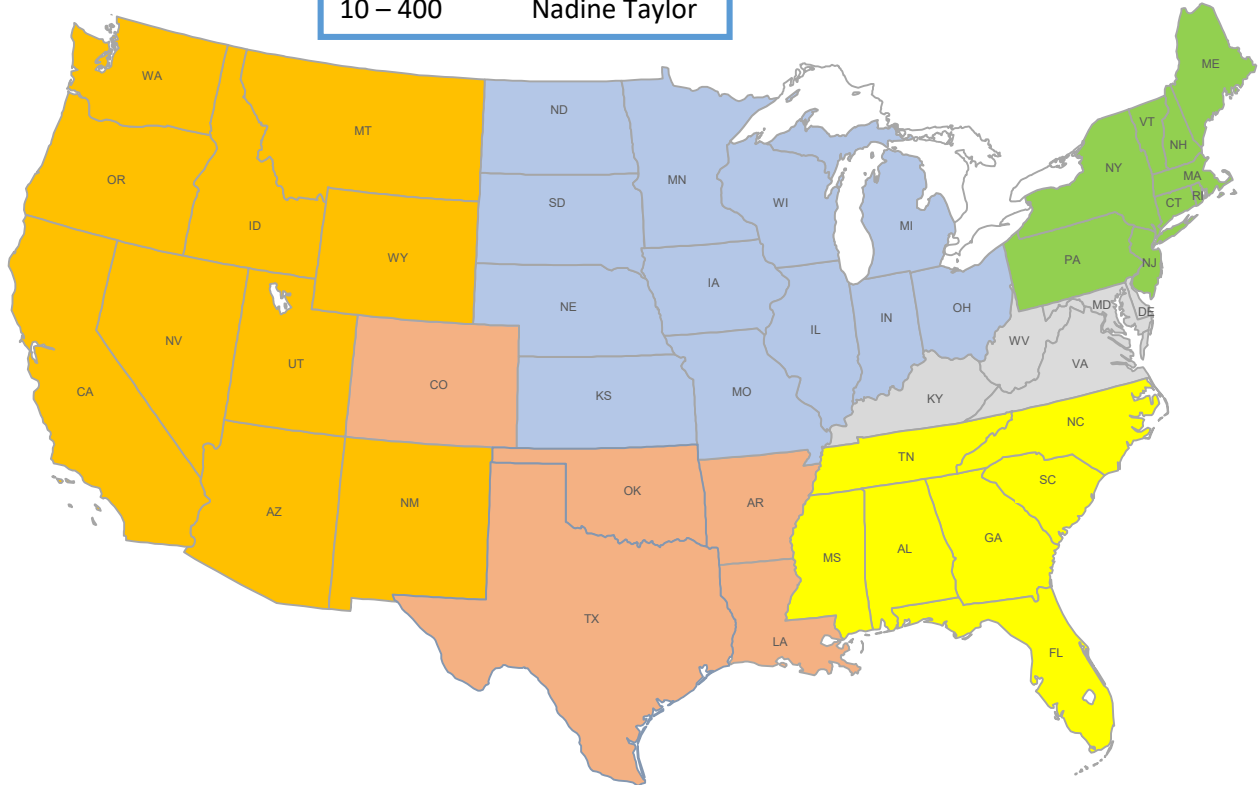 10 – 400 Nadine Taylor
ME
WA
ND
VT
MT
NH
NY
MN
OR
MA
SD
WI
RI
CT
MI
ID
WY
PA
NJ
IA
MD
NE
OH
DE
IN
IL
NV
WV
UT
VA
CO
CA
MO
KS
KY
NC
TN
SC
OK
NM
AR
AZ
GA
AL
MS
TX
LA
FL